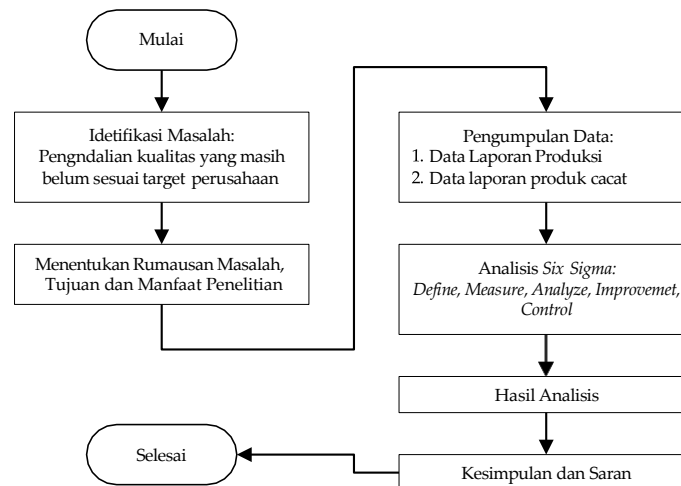 Mulai
Idetifikasi Masalah:
Pengndalian kualitas yang masih
belum sesuai target perusahaan
Menentukan Rumausan Masalah,
Tujuan dan Manfaat Penelitian
Pengumpulan Data:
1. Data Laporan Produksi
2. Data laporan produk cacat
Analisis Six Sigma:
Define, Measure, Analyze, Improvemet,
Control
Hasil Analisis
Kesimpulan dan Saran
Selesai